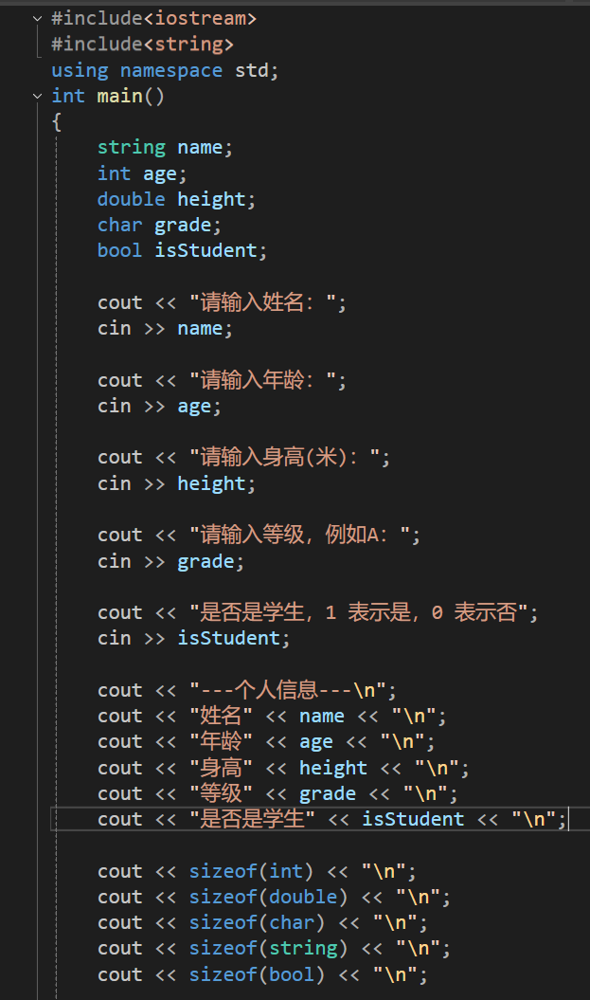 #include<iostream>
#include<string>
using namespace std;
int main()
{
string name;
int age;
double height;
char grade;
bool isStudent;
cout << "请输入姓名：";
cin >> name;
cout << "请输入年龄：";
cin >> age;
cout << "请输入身高(米)：";
cin >> height;
cout << "请输入等级，例如A：";
cin >> grade;
cout << "是否是学生，1 表示是，0 表示否";
cin >> isStudent;
cout << "---个人信息---\n";
cout << "姓名" << name << "\n";
cout << "年龄" << age << "\n";
cout << "身高" << height << "\n";
cout << "等级" << grade << "\n";
cout << "是否是学生" << isStudent << "\n";
cout << sizeof(int) << "\n";
cout << sizeof(double) << "\n";
cout << sizeof(char) << "\n";
cout << sizeof(string) << "\n";
cout << sizeof(bool) << "\n";